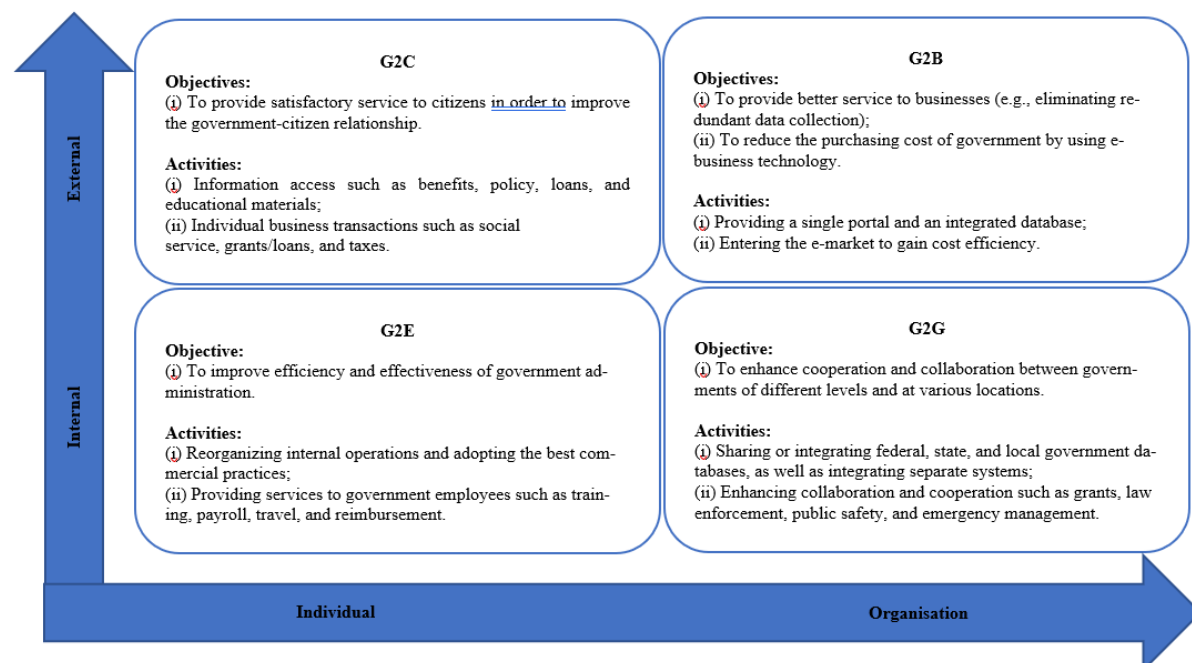 G2C
Objectives:
(i) To provide satisfactory service to citizens in order to improve
the government-citizen relationship.
Activities:
(i) Information access such as benefits, policy, loans, and
educational materials;
(ii) Individual business transactions such as social
service, grants/loans, and taxes.
G2B
Objectives:
(i) To provide better service to businesses (e.g., eliminating re-
dundant data collection);
(ii) To reduce the purchasing cost of government by using e-
business technology.
Activities:
(i) Providing a single portal and an integrated database;
(ii) Entering the e-market to gain cost efficiency.
External
G2E
Objective:
(i) To improve efficiency and effectiveness of government ad-
ministration.
Activities:
(i) Reorganizing internal operations and adopting the best com-
mercial practices;
(ii) Providing services to government employees such as train-
ing, payroll, travel, and reimbursement.
G2G
Objective:
(i) To enhance cooperation and collaboration between govern-
ments of different levels and at various locations.
Activities:
(i) Sharing or integrating federal, state, and local government da-
tabases, as well as integrating separate systems;
(ii) Enhancing collaboration and cooperation such as grants, law
enforcement, public safety, and emergency management.
Internal
Individual
Organisation